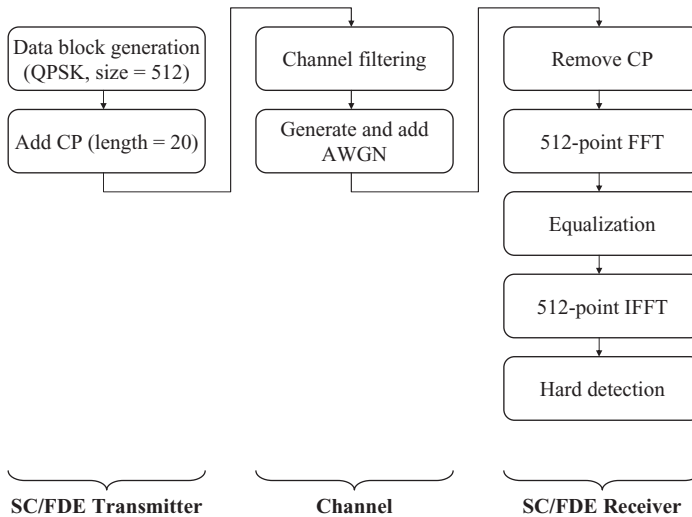 Data block generation
(QPSK, size = 512)
Add CP (length = 20)
Channel filtering
Generate and add
AWGN
Remove CP
512-point FFT
Equalization
512-point IFFT
Hard detection
SC/FDE Transmitter
Channel
SC/FDE Receiver